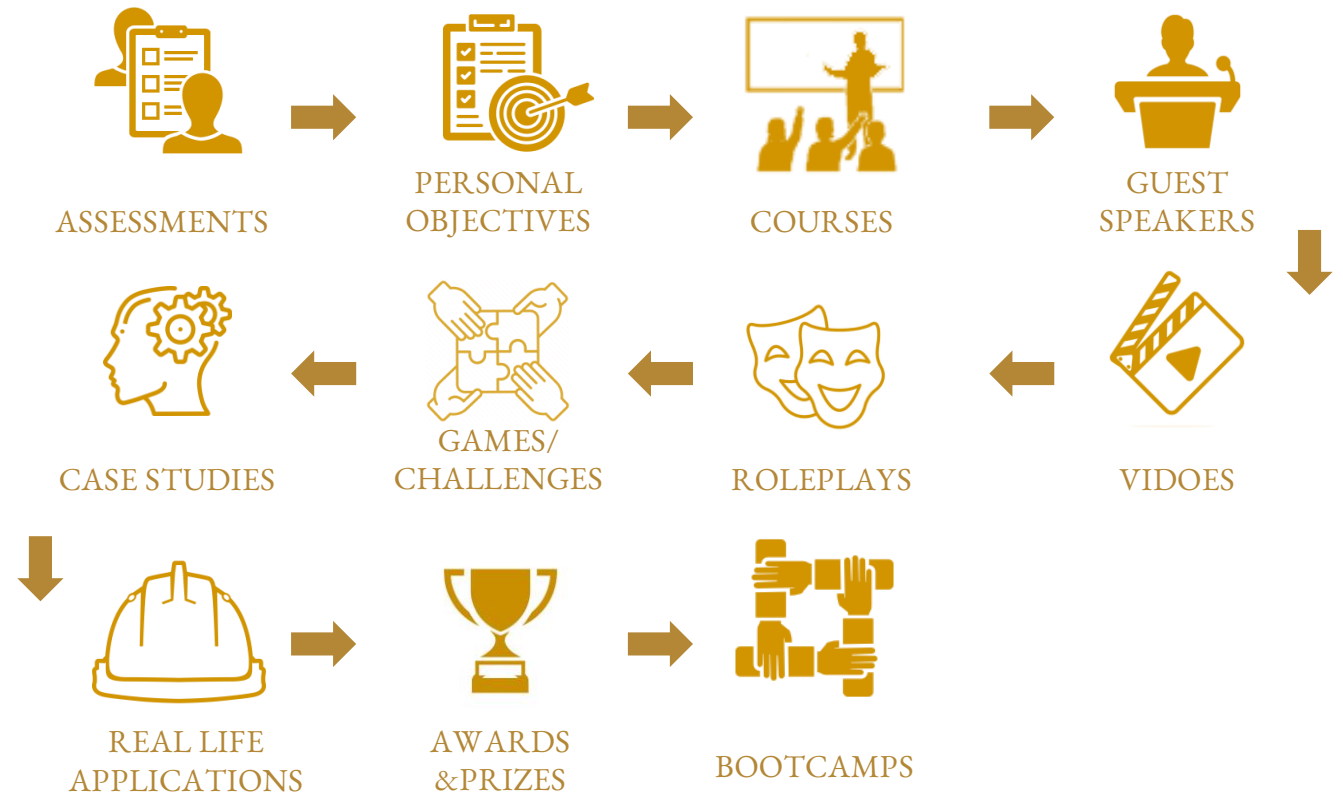 ASSESSMENTS
PERSONAL
OBJECTIVES
COURSES
GUEST
SPEAKERS
CASE STUDIES
GAMES/
CHALLENGES
ROLEPLAYS
VIDOES
REAL LIFE
APPLICATIONS
AWARDS
&PRIZES
BOOTCAMPS